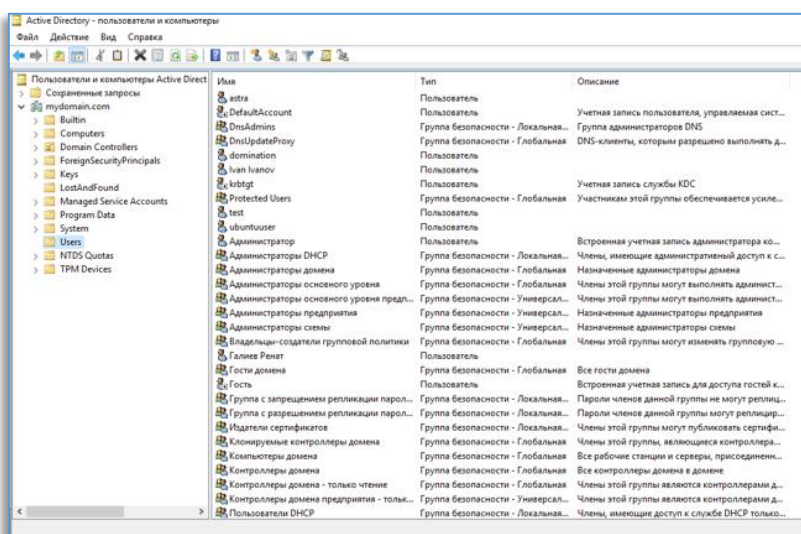 Active Directory - пользователи и компьютеры
Файл Действие Вид Справка
Пользователи и компьютеры Active Direct
Сохраненные запросы
mydomain.com
Builtin
Computers
Domain Controllers
ForeignSecurityPrincipals
Keys
LostAndFound
Managed Service Accounts
Program Data
System
Users
NTDS Quotas
TPM Devices
Имя Тип Описание
astra Пользователь
DefaultAccount Пользователь Учетная запись пользователя, управляемая сист...
DnsAdmins Группа безопасности - Локальная... Группа администраторов DNS
DnsUpdateProxy Группа безопасности - Глобальная DNS-клиенты, которым разрешено выполнять д...
domination Пользователь
Ivan Ivanov Пользователь
krbtgt Пользователь Учетная запись службы KDC
Protected Users Группа безопасности - Глобальная Участникам этой группы обеспечивается усиле...
test Пользователь
ubuntuuser Пользователь
Администратор Пользователь Встроенная учетная запись администратора ко...
Администраторы DHCP Группа безопасности - Локальная... Члены, имеющие административный доступ к с...
Администраторы домена Группа безопасности - Глобальная Назначенные администраторы домена
Администраторы основного уровня Группа безопасности - Глобальная Члены этой группы могут выполнять админист...
Администраторы основного уровня предп... Группа безопасности - Универсал... Члены этой группы могут выполнять админист...
Администраторы предприятия Группа безопасности - Универсал... Назначенные администраторы предприятия
Администраторы схемы Группа безопасности - Универсал... Назначенные администраторы схемы
Владельцы-создатели групповой политики Группа безопасности - Глобальная Члены этой группы могут изменять групповую ...
Галиев Ренат Пользователь
Гости домена Группа безопасности - Глобальная Все гости домена
Гость Пользователь Встроенная учетная запись для доступа гостей к...
Группа с запрещением репликации парол... Группа безопасности - Локальная... Пароли членов данной группы не могут реплиц...
Группа с разрешением репликации парол... Группа безопасности - Локальная... Пароли членов данной группы могут реплицир...
Издатели сертификатов Группа безопасности - Локальная... Члены этой группы могут публиковать сертифи...
Клонируемые контроллеры домена Группа безопасности - Глобальная Члены этой группы, являющиеся контроллера...
Компьютеры домена Группа безопасности - Глобальная Все рабочие станции и серверы, присоединенн...
Контроллеры домена Группа безопасности - Глобальная Все контроллеры домена в домене
Контроллеры домена - только чтение Группа безопасности - Глобальная Члены этой группы являются контроллерами д...
Контроллеры домена предприятия - тольк... Группа безопасности - Универсал... Члены этой группы являются контроллерами д...
Пользователи DHCP Группа безопасности - Локальная... Члены, имеющие доступ к службе DHCP только...